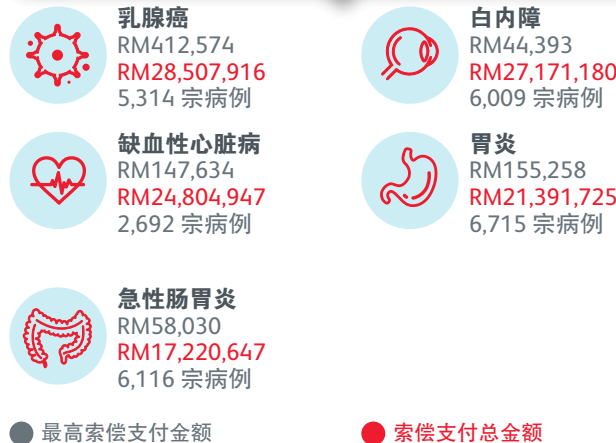 乳腺癌
RM412,574
RM28,507,916
5,314 宗病例
白内障
RM44,393
RM27,171,180
6,009 宗病例
缺血性心脏病
RM147,634
RM24,804,947
2,692 宗病例
胃炎
RM155,258
RM21,391,725
6,715 宗病例
急性肠胃炎
RM58,030
RM17,220,647
6,116 宗病例
最高索偿支付金额
索偿支付总金额